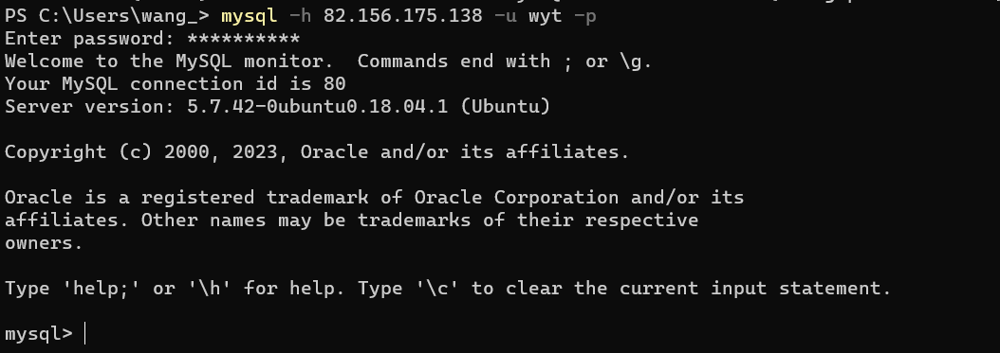 PS C:\Users\wang_> mysql -h 82.156.175.138 -u wyt -p
Enter password: **********
Welcome to the MySQL monitor.  Commands end with ; or \g.
Your MySQL connection id is 80
Server version: 5.7.42-0ubuntu0.18.04.1 (Ubuntu)

Copyright (c) 2000, 2023, Oracle and/or its affiliates.

Oracle is a registered trademark of Oracle Corporation and/or its
affiliates. Other names may be trademarks of their respective
owners.

Type 'help;' or '\h' for help. Type '\c' to clear the current input statement.

mysql>